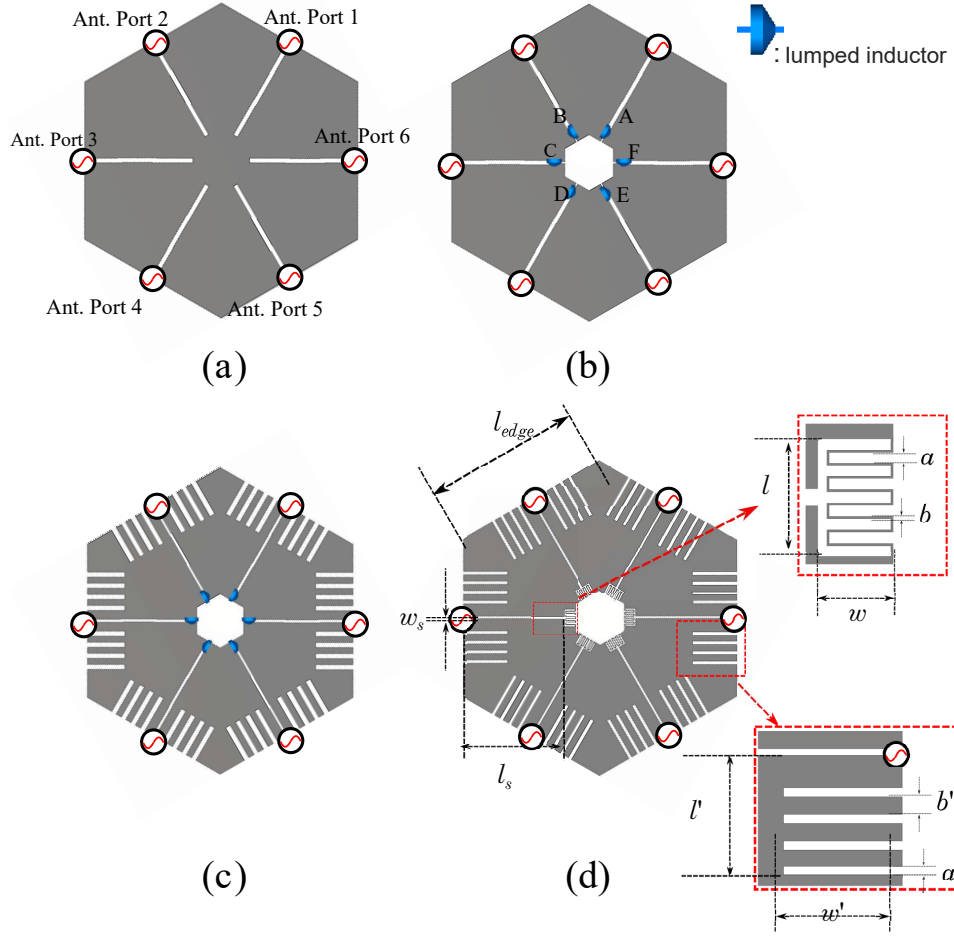 Ant. Port 2
Ant. Port 1
: lumped inductor
Ant. Port 3
Ant. Port 6
Ant. Port 4
Ant. Port 5
B
A
C
F
D
E
(a)
(b)
l_edge
w_s
l_s
l
a
b
w
l'
b'
a
w'
(c)
(d)